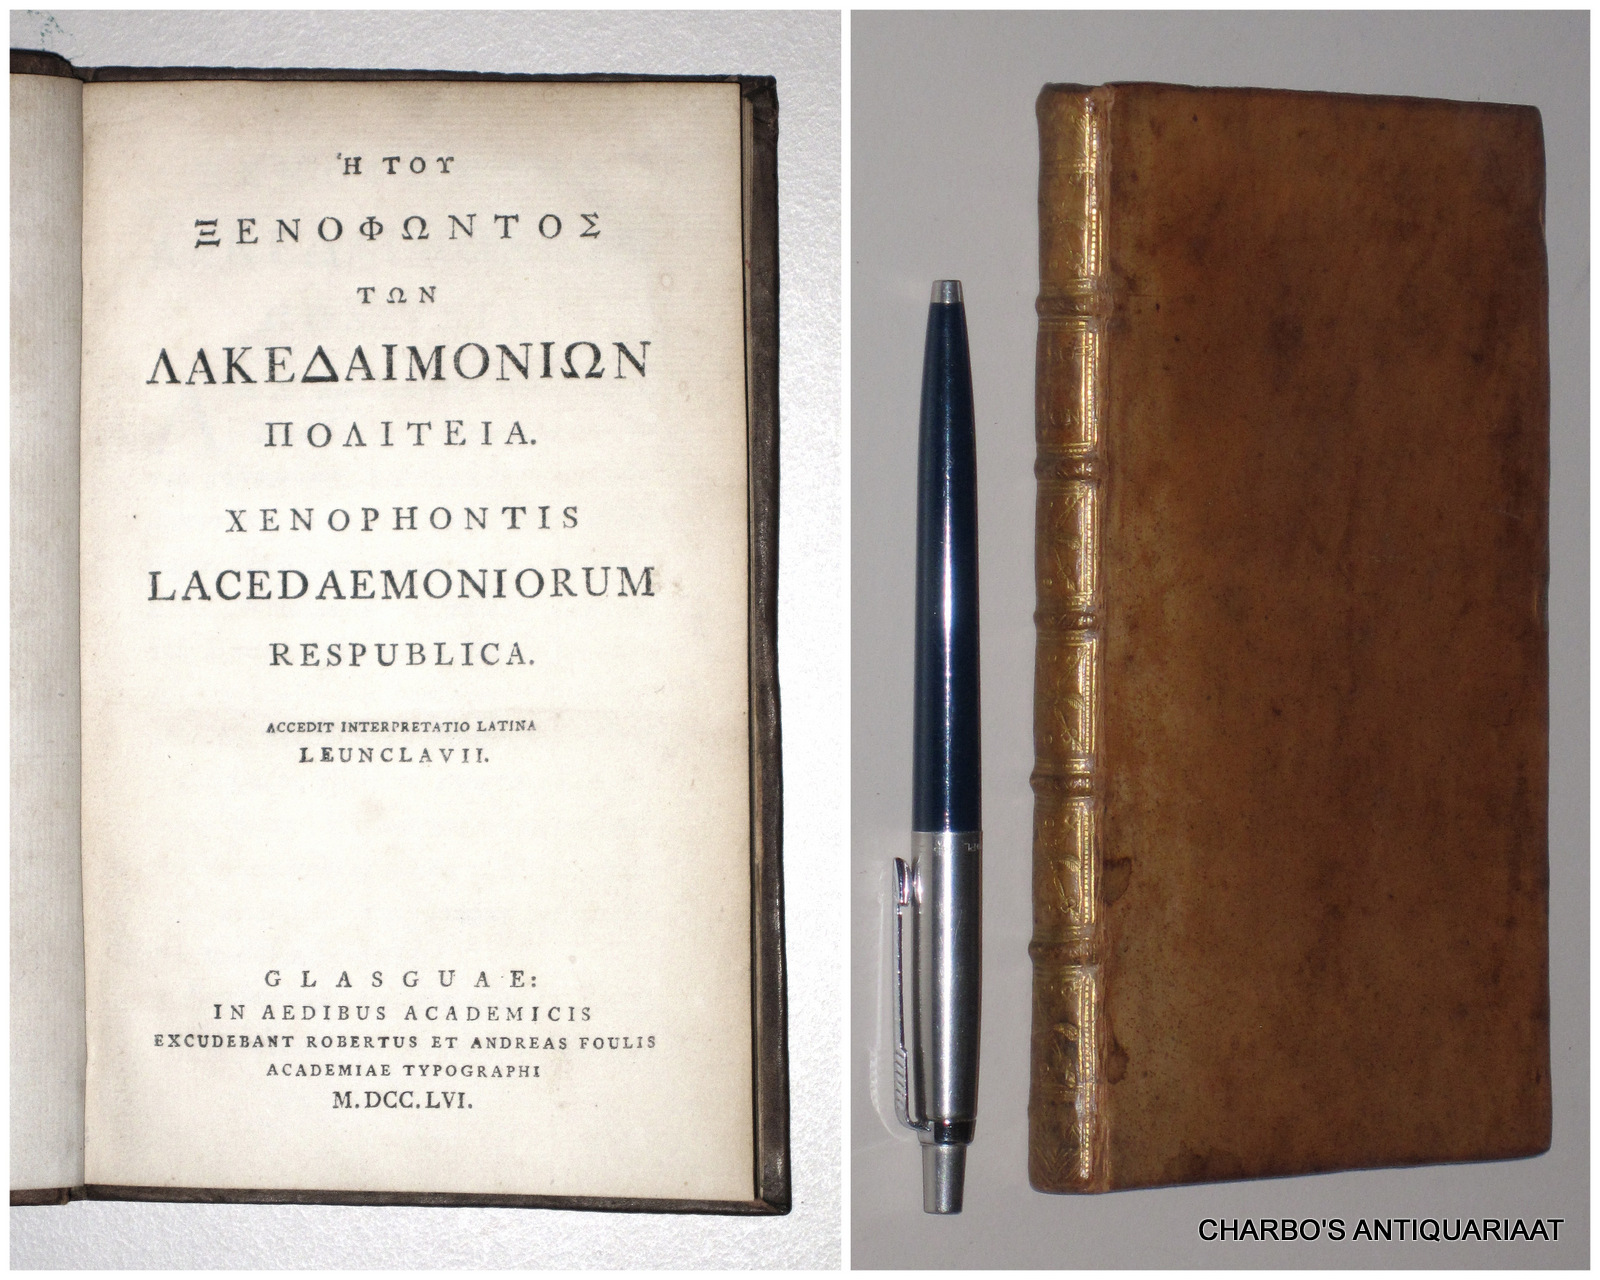 Ἡ ΤΟΥ
ΞΕΝΟΦΩΝΤΟΣ
ΤΩΝ
ΛΑΚΕΔΑΙΜΟΝΙΩΝ
ΠΟΛΙΤΕΙΑ.
XENOPHONTIS
LACEDAEMONIORUM
RESPUBLICA.
ACCEDIT INTERPRETATIO LATINA
LEUNCLAVII.
GLASGUAE:
IN AEDIBUS ACADEMICIS
EXCUDEBANT ROBERTUS ET ANDREAS FOULIS
ACADEMIAE TYPOGRAPHI
M.DCC.LVI.
CHARBO'S ANTIQUARIAAT